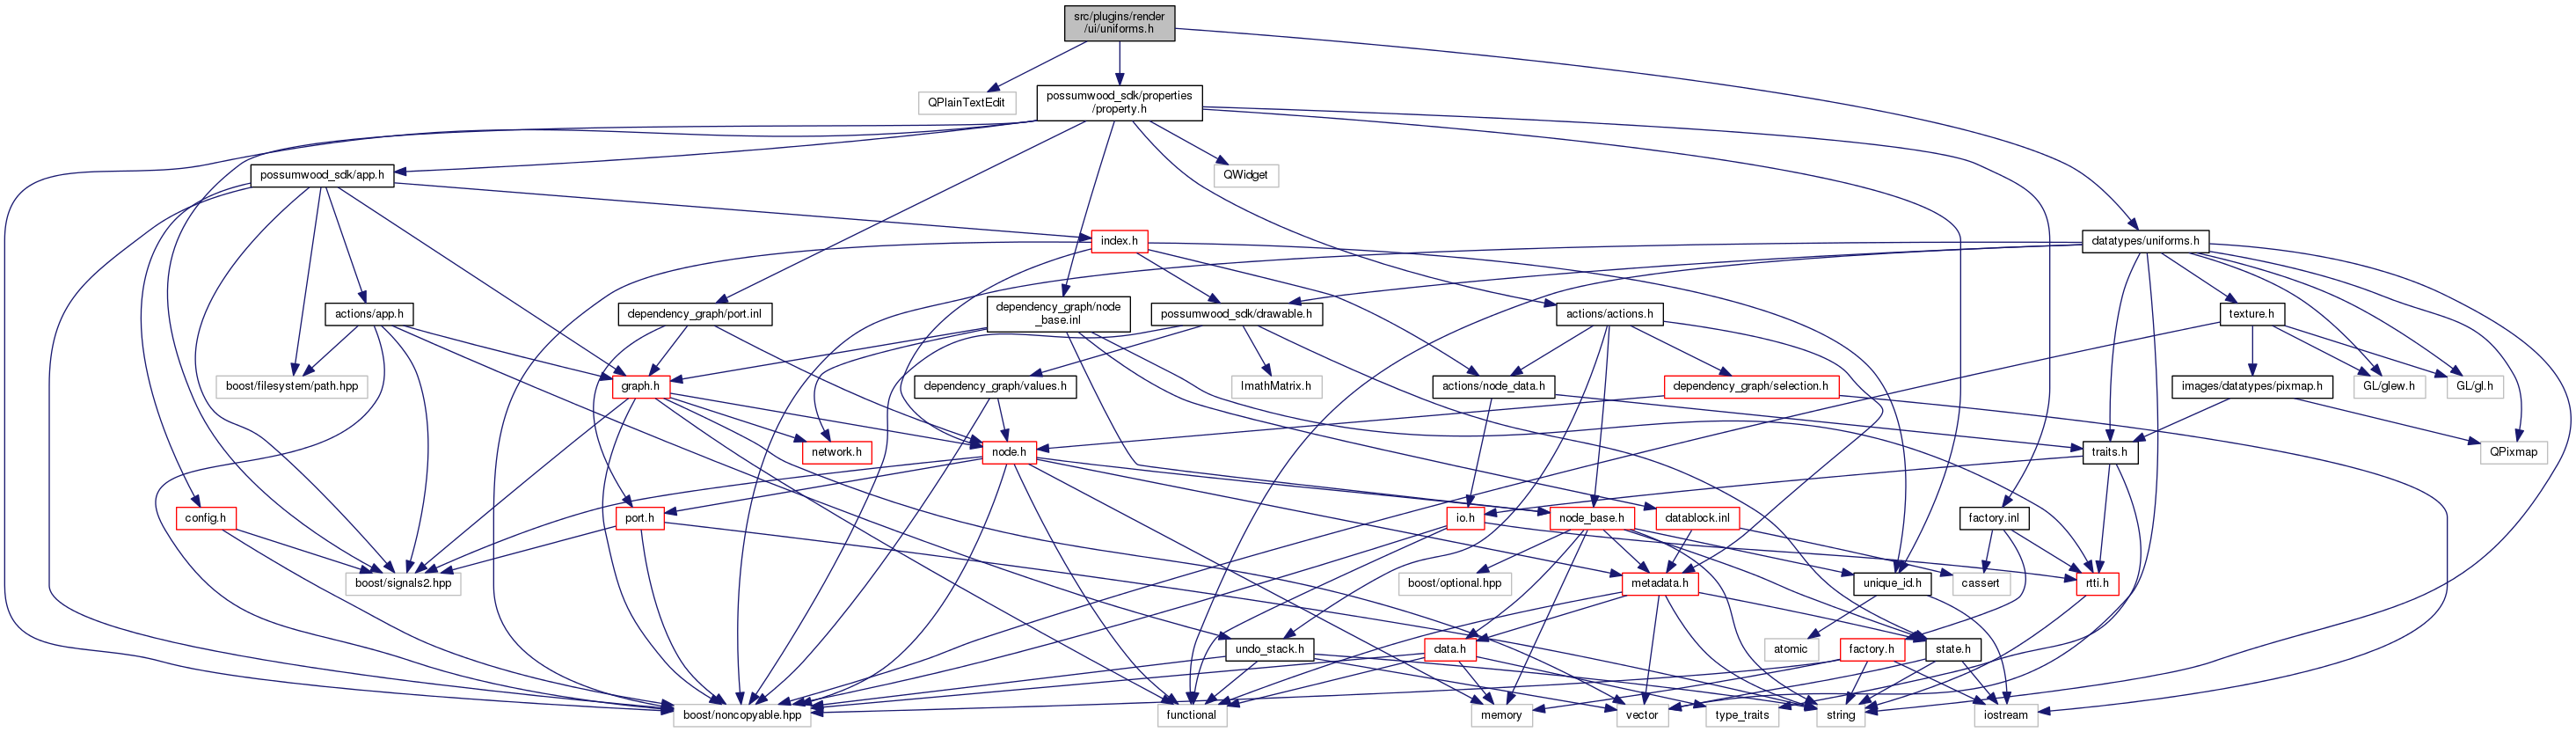 src/plugins/render
/ui/uniforms.h
QPlainTextEdit
possumwood_sdk/properties
/property.h
possumwood_sdk/app.h
QWidget
index.h
datatypes/uniforms.h
actions/app.h
dependency_graph/port.inl
dependency_graph/node
_base.inl
possumwood_sdk/drawable.h
actions/actions.h
texture.h
boost/filesystem/path.hpp
graph.h
dependency_graph/values.h
ImathMatrix.h
actions/node_data.h
dependency_graph/selection.h
images/datatypes/pixmap.h
GL/glew.h
GL/gl.h
network.h
node.h
traits.h
QPixmap
config.h
port.h
io.h
node_base.h
datablock.inl
factory.inl
boost/signals2.hpp
boost/optional.hpp
metadata.h
unique_id.h
cassert
rtti.h
undo_stack.h
data.h
atomic
factory.h
state.h
boost/noncopyable.hpp
functional
memory
vector
type_traits
string
iostream